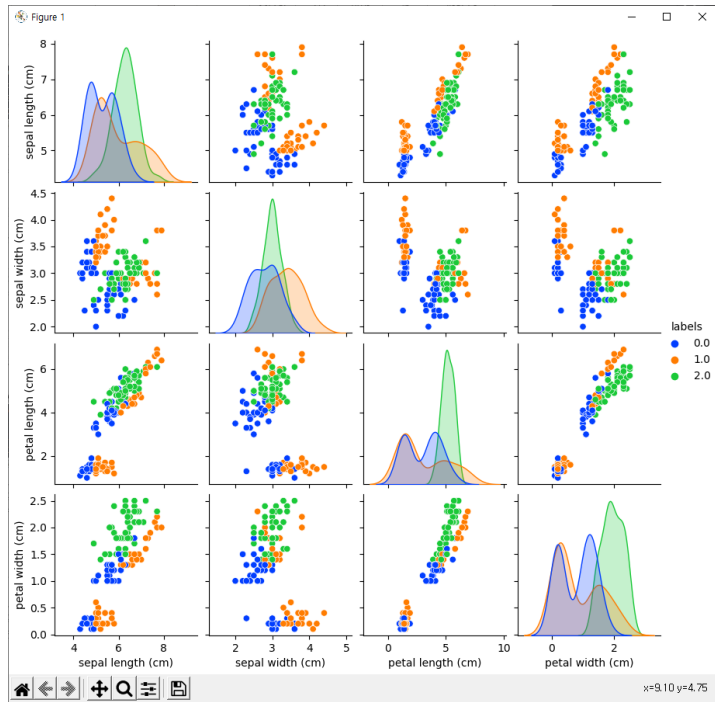 Figure 1
8
7
6
5
sepal length (cm)
4.5
4.0
3.5
3.0
2.5
2.0
sepal width (cm)
labels
0.0
1.0
2.0
6
4
2
petal length (cm)
2.5
2.0
1.5
1.0
0.5
0.0
petal width (cm)
4 6 8
sepal length (cm)
2 3 4 5
sepal width (cm)
0 5 10
petal length (cm)
0 2
petal width (cm)
x=9.10 y=4.75